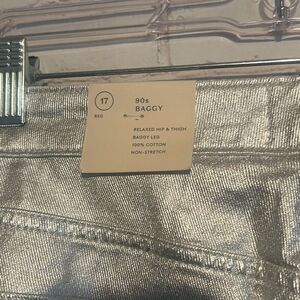 17
REG
90s
BAGGY
RELAXED HIP & THIGH
BAGGY LEG
100% COTTON
NON-STRETCH